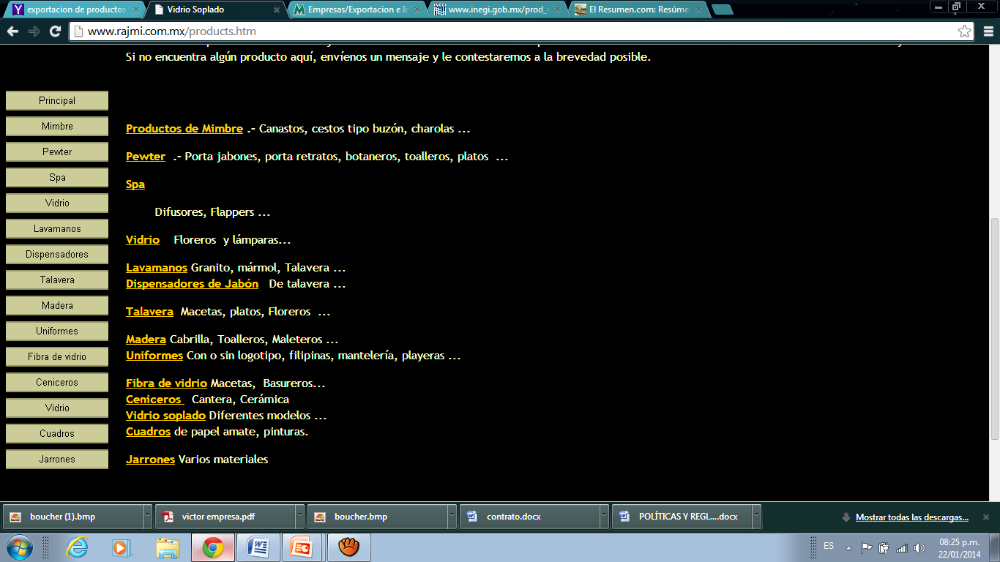 exportacion de productos
Vidrio Soplado
Empresas/Exportacion e Ir
www.inegi.gob.mx/prod_
El Resumen.com: Resúme
www.rajmi.com.mx/products.htm
Si no encuentra algún producto aquí, envíenos un mensaje y le contestaremos a la brevedad posible.
Principal
Mimbre
Pewter
Spa
Vidrio
Lavamanos
Dispensadores
Talavera
Madera
Uniformes
Fibra de vidrio
Ceniceros
Vidrio
Cuadros
Jarrones
Productos de Mimbre .- Canastos, cestos tipo buzón, charolas ...
Pewter .- Porta jabones, porta retratos, botaneros, toalleros, platos ...
Spa
Difusores, Flappers ...
Vidrio Floreros y lámparas...
Lavamanos Granito, mármol, Talavera ...
Dispensadores de Jabón De talavera ...
Talavera Macetas, platos, Floreros ...
Madera Cabrilla, Toalleros, Maleteros ...
Uniformes Con o sin logotipo, filipinas, mantelería, playeras ...
Fibra de vidrio Macetas, Basureros...
Ceniceros Cantera, Cerámica
Vidrio soplado Diferentes modelos ...
Cuadros de papel amate, pinturas.
Jarrones Varios materiales
boucher (1).bmp
victor empresa.pdf
boucher.bmp
contrato.docx
POLÍTICAS Y REGL....docx
Mostrar todas las descargas...
ES
08:25 p.m.
22/01/2014